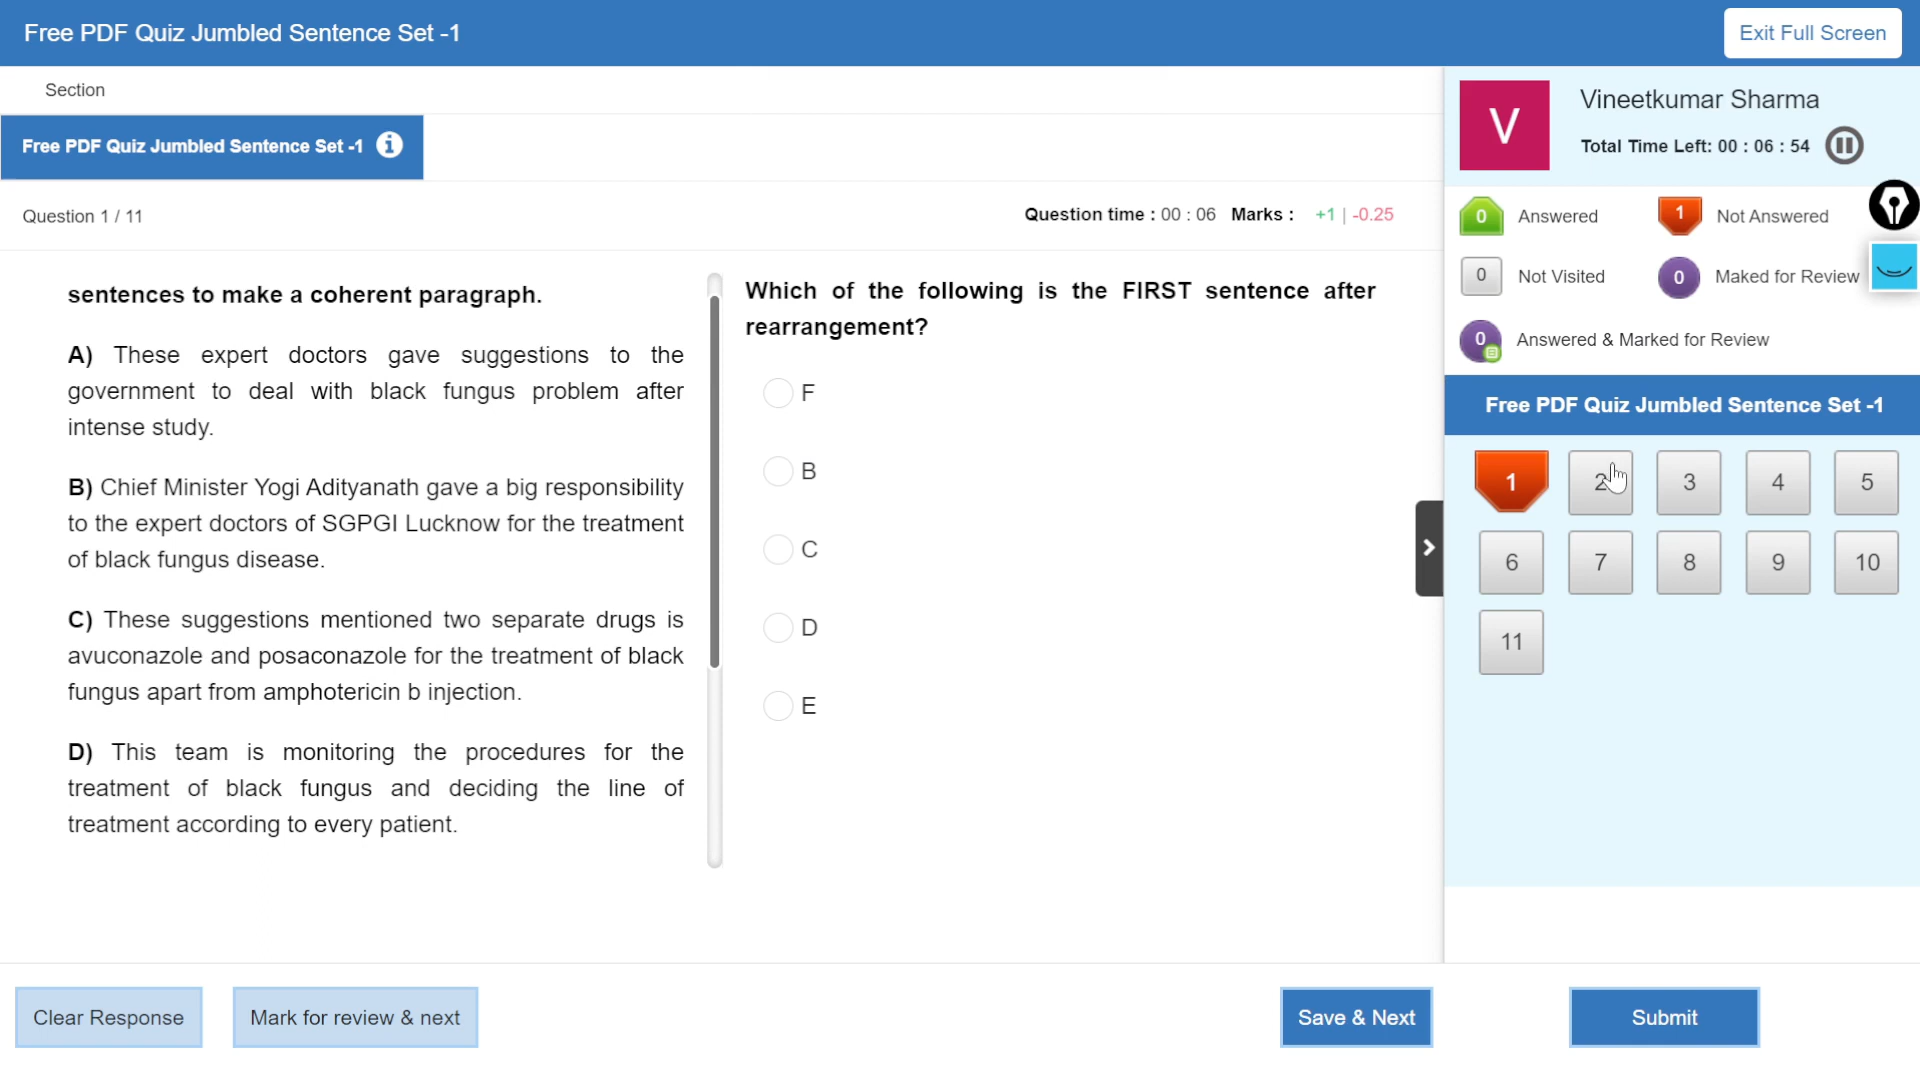 Free PDF Quiz Jumbled Sentence Set -1
Exit Full Screen
Section
Free PDF Quiz Jumbled Sentence Set -1 i
Question 1 / 11
Question time : 00 : 06 Marks : +1 | -0.25
sentences to make a coherent paragraph.
A) These expert doctors gave suggestions to the
government to deal with black fungus problem after
intense study.
B) Chief Minister Yogi Adityanath gave a big responsibility
to the expert doctors of SGPGI Lucknow for the treatment
of black fungus disease.
C) These suggestions mentioned two separate drugs is
avuconazole and posaconazole for the treatment of black
fungus apart from amphotericin b injection.
D) This team is monitoring the procedures for the
treatment of black fungus and deciding the line of
treatment according to every patient.
Which of the following is the FIRST sentence after
rearrangement?
F
B
C
D
E
V
Vineetkumar Sharma
Total Time Left: 00 : 06 : 54
0 Answered
1 Not Answered
0 Not Visited
0 Maked for Review
0 Answered & Marked for Review
Free PDF Quiz Jumbled Sentence Set -1
1 2 3 4 5
6 7 8 9 10
11
Clear Response
Mark for review & next
Save & Next
Submit